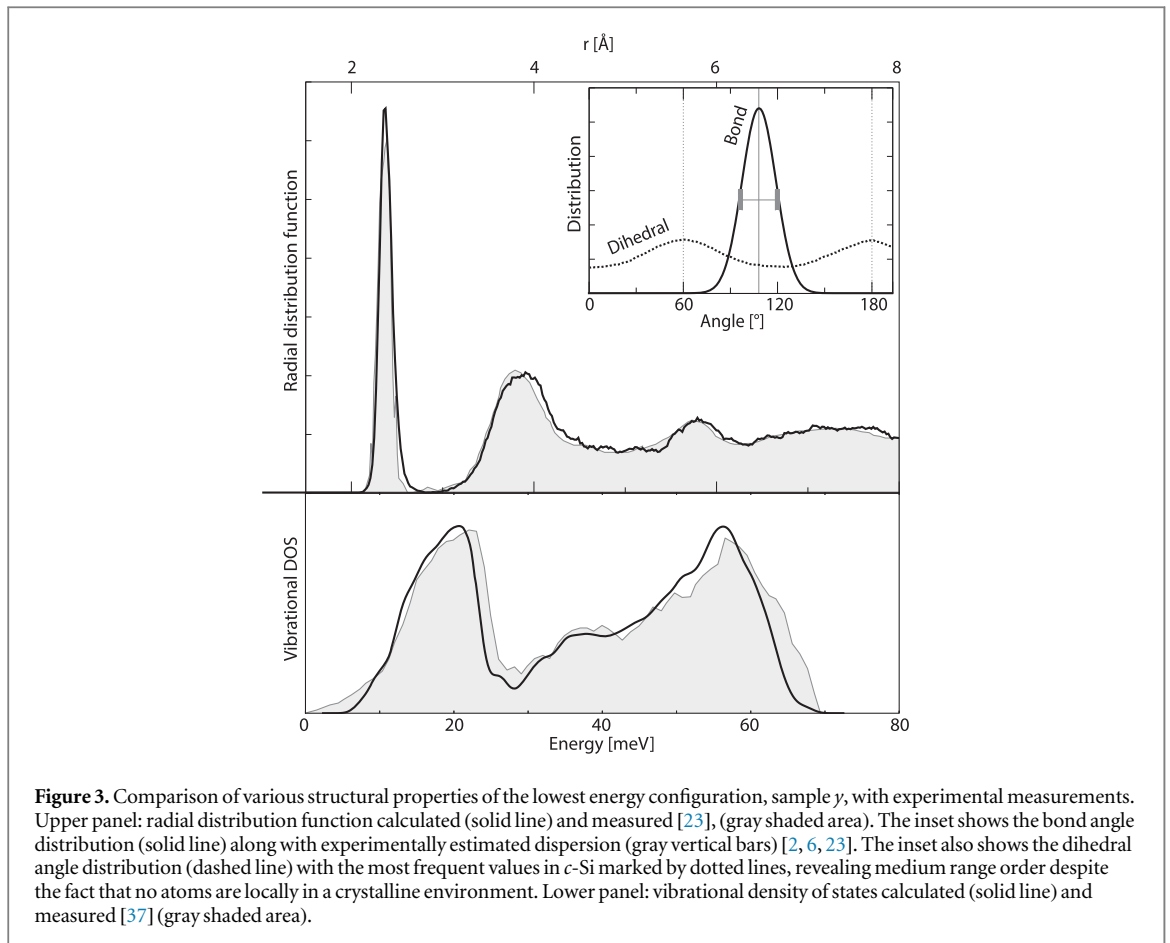 r [Å]
2 4 6 8
Radial distribution function
Distribution
Bond
Dihedral
0 60 120 180
Angle [°]
Vibrational DOS
0 20 40 60 80
Energy [meV]
Figure 3. Comparison of various structural properties of the lowest energy configuration, sample y, with experimental measurements.
Upper panel: radial distribution function calculated (solid line) and measured [23], (gray shaded area). The inset shows the bond angle
distribution (solid line) along with experimentally estimated dispersion (gray vertical bars) [2, 6, 23]. The inset also shows the dihedral
angle distribution (dashed line) with the most frequent values in c-Si marked by dotted lines, revealing medium range order despite
the fact that no atoms are locally in a crystalline environment. Lower panel: vibrational density of states calculated (solid line) and
measured [37] (gray shaded area).